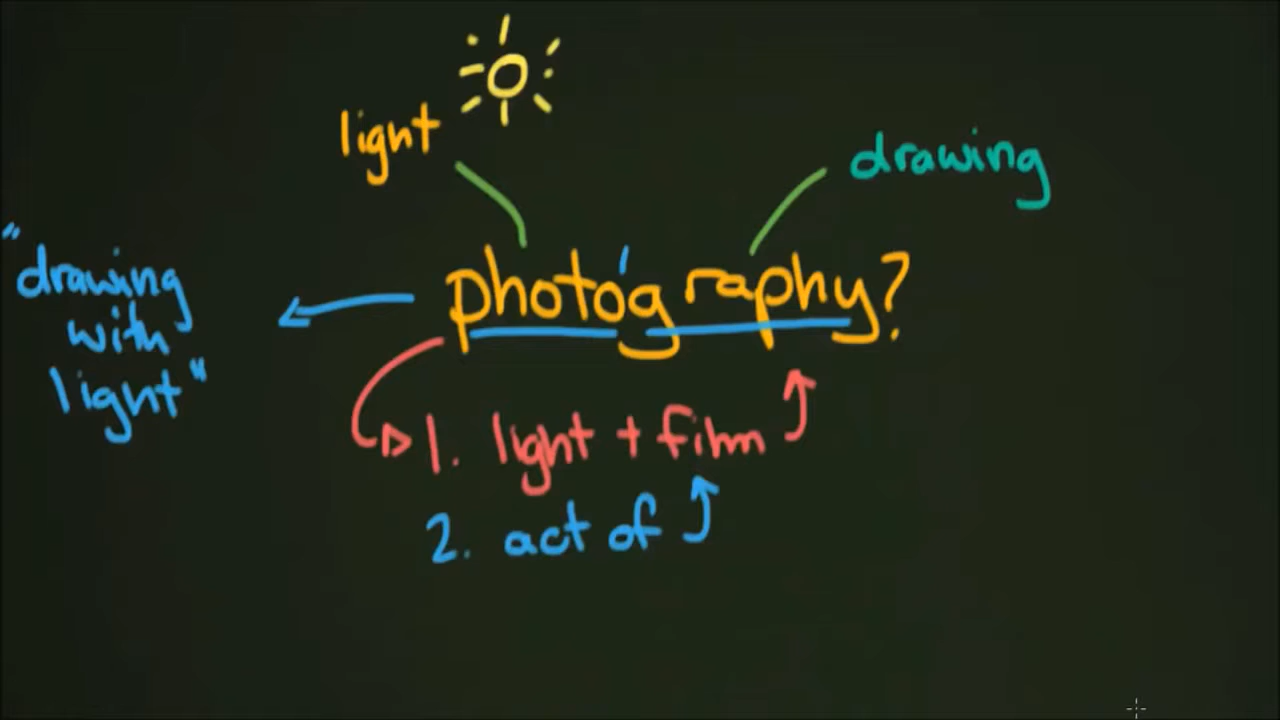 light
drawing
photography?
"drawing
with
light"
1. light + film
2. act of